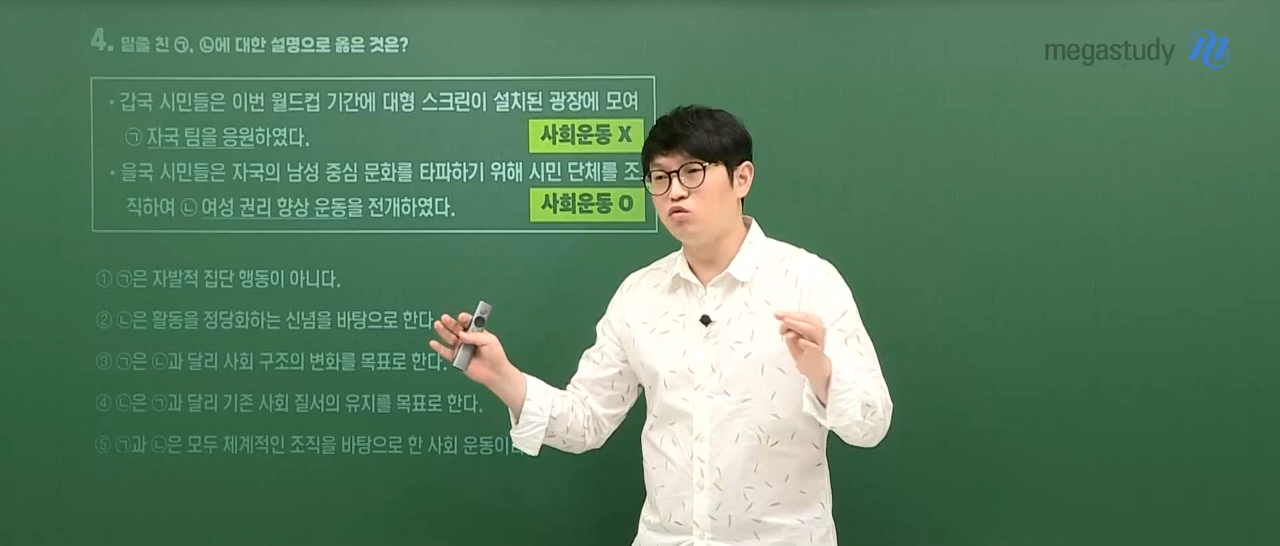 4. 밑줄 친 ㉠, ㉡에 대한 설명으로 옳은 것은?
megastudy
• 갑국 시민들은 이번 월드컵 기간에 대형 스크린이 설치된 광장에 모여
㉠ 자국 팀을 응원하였다.
사회운동 X
• 을국 시민들은 자국의 남성 중심 문화를 타파하기 위해 시민 단체를 조
직하여 ㉡ 여성 권리 향상 운동을 전개하였다.
사회운동 O
① ㉠은 자발적 집단 행동이 아니다.
② ㉡은 활동을 정당화하는 신념을 바탕으로 한다.
③ ㉠은 ㉡과 달리 사회 구조의 변화를 목표로 한다.
④ ㉡은 ㉠과 달리 기존 사회 질서의 유지를 목표로 한다.
⑤ ㉠과 ㉡은 모두 체계적인 조직을 바탕으로 한 사회 운동이